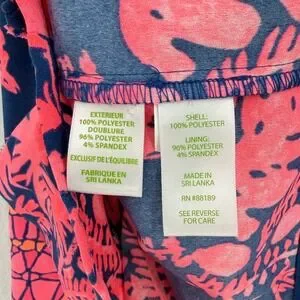 EXTERIEUR
100% POLYESTER
DOUBLURE
96% POLYESTER
4% SPANDEX
EXCLUSIF DE L'ÉQUILIBRE
FABRIQUE EN
SRI LANKA
SHELL:
100% POLYESTER
LINING:
96% POLYESTER
4% SPANDEX
MADE IN
SRI LANKA
RN #88189
SEE REVERSE
FOR CARE